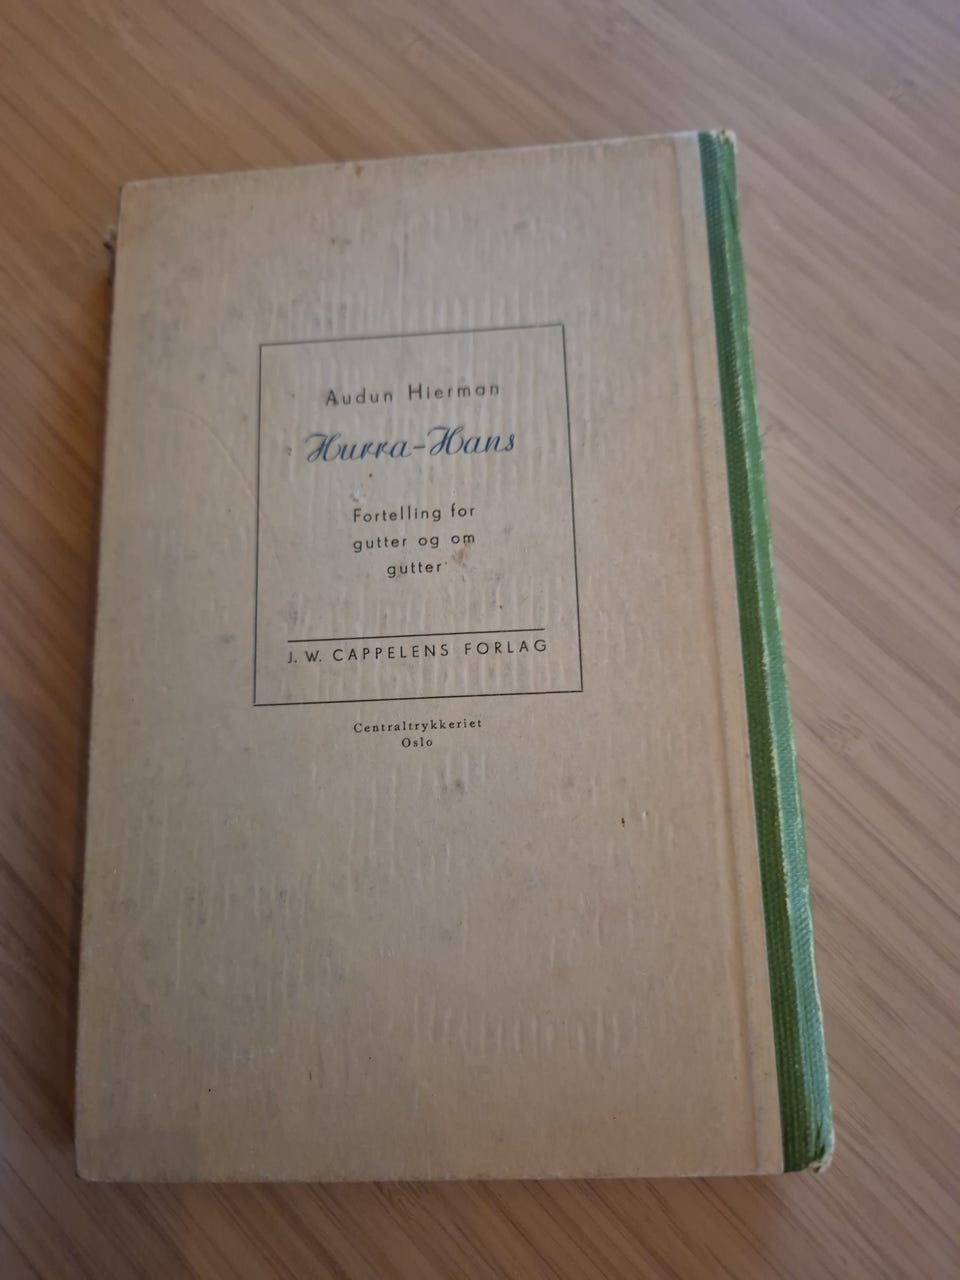 Audun Hierman
Hurra-Hans
Fortelling for
gutter og om
gutter
J. W. CAPPELENS FORLAG
Centraltrykkeriet
Oslo